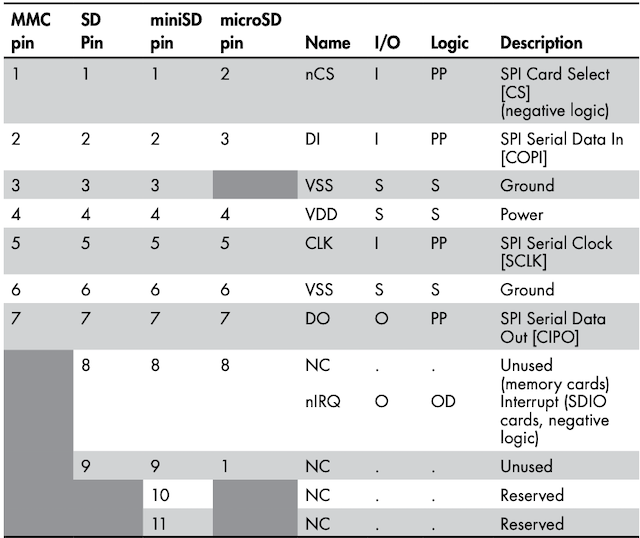 MMC pin SD Pin miniSD pin microSD pin Name I/O Logic Description
1 1 1 2 nCS I PP SPI Card Select
[CS]
(negative logic)
2 2 2 3 DI I PP SPI Serial Data In
[COPI]
3 3 3 VSS S S Ground
4 4 4 4 VDD S S Power
5 5 5 5 CLK I PP SPI Serial Clock
[SCLK]
6 6 6 6 VSS S S Ground
7 7 7 7 DO O PP SPI Serial Data
Out [CIPO]
8 8 8 NC . . Unused
(memory cards)
nIRQ O OD Interrupt (SDIO
cards, negative
logic)
9 9 1 NC . . Unused
10 NC . . Reserved
11 NC . . Reserved